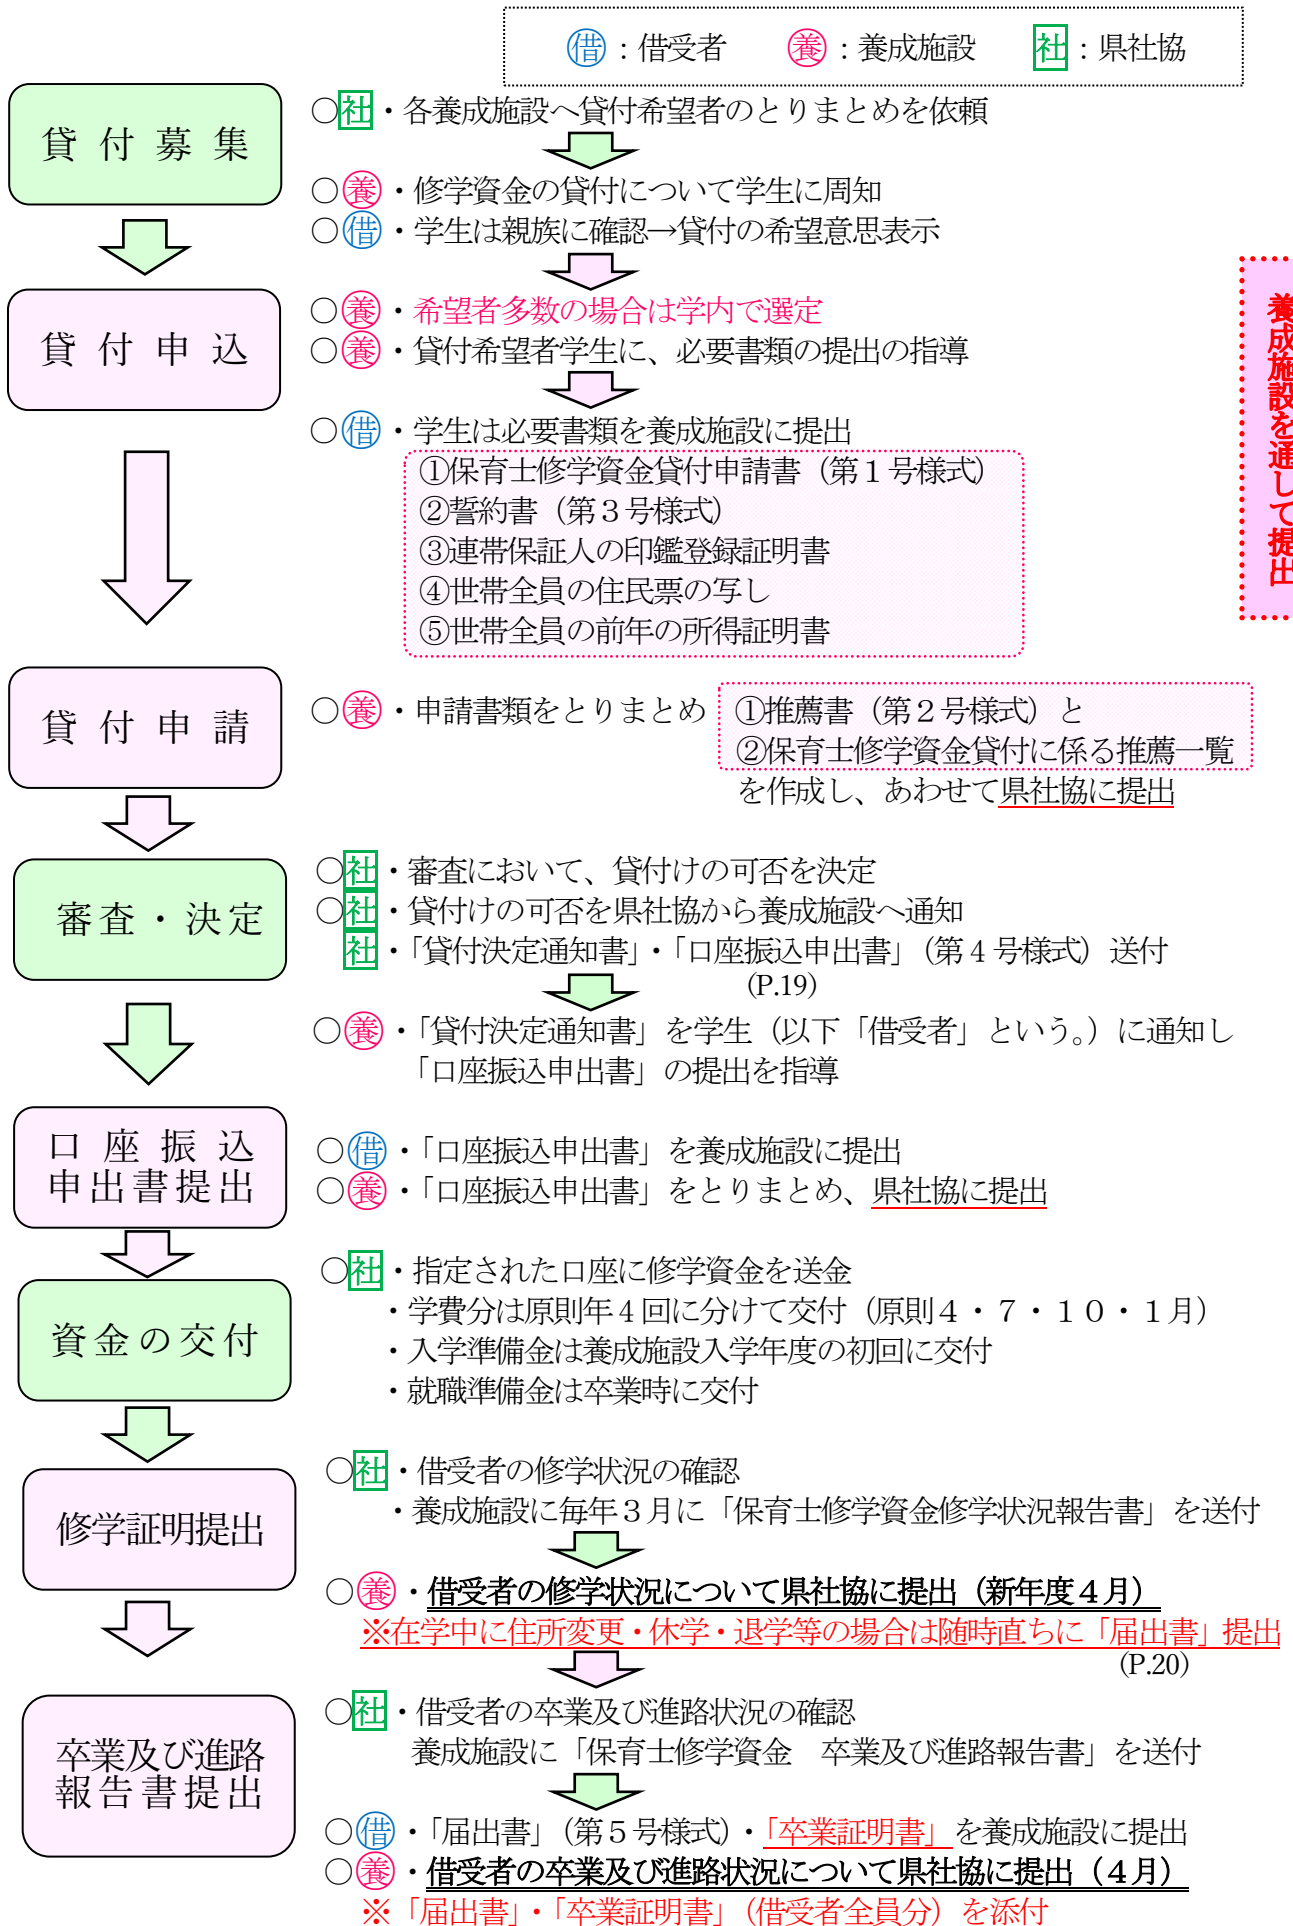 借：借受者　養：養成施設　社：県社協
貸付募集
○社・各養成施設へ貸付希望者のとりまとめを依頼
○養・修学資金の貸付について学生に周知
○借・学生は親族に確認→貸付の希望意思表示
貸付申込
○養・希望者多数の場合は学内で選定
○養・貸付希望者学生に、必要書類の提出の指導
○借・学生は必要書類を養成施設に提出
①保育士修学資金貸付申請書（第１号様式）
②誓約書（第３号様式）
③連帯保証人の印鑑登録証明書
④世帯全員の住民票の写し
⑤世帯全員の前年の所得証明書
養成施設を通して提出
貸付申請
○養・申請書類をとりまとめ
①推薦書（第２号様式）と
②保育士修学資金貸付に係る推薦一覧
を作成し、あわせて県社協に提出
審査・決定
○社・審査において、貸付けの可否を決定
○社・貸付けの可否を県社協から養成施設へ通知
社・「貸付決定通知書」・「口座振込申出書」（第４号様式）送付
（P.19）
○養・「貸付決定通知書」を学生（以下「借受者」という。）に通知し
「口座振込申出書」の提出を指導
口座振込
申出書提出
○借・「口座振込申出書」を養成施設に提出
○養・「口座振込申出書」をとりまとめ、県社協に提出
資金の交付
○社・指定された口座に修学資金を送金
・学費分は原則年４回に分けて交付（原則４・７・１０・１月）
・入学準備金は養成施設入学年度の初回に交付
・就職準備金は卒業時に交付
修学証明提出
○社・借受者の修学状況の確認
・養成施設に毎年３月に「保育士修学資金修学状況報告書」を送付
○養・借受者の修学状況について県社協に提出（新年度４月）
※在学中に住所変更・休学・退学等の場合は随時直ちに「届出書」提出
（P.20）
卒業及び進路
報告書提出
○社・借受者の卒業及び進路状況の確認
養成施設に「保育士修学資金　卒業及び進路報告書」を送付
○借・「届出書」（第５号様式）・「卒業証明書」を養成施設に提出
○養・借受者の卒業及び進路状況について県社協に提出（４月）
※「届出書」・「卒業証明書」（借受者全員分）を添付